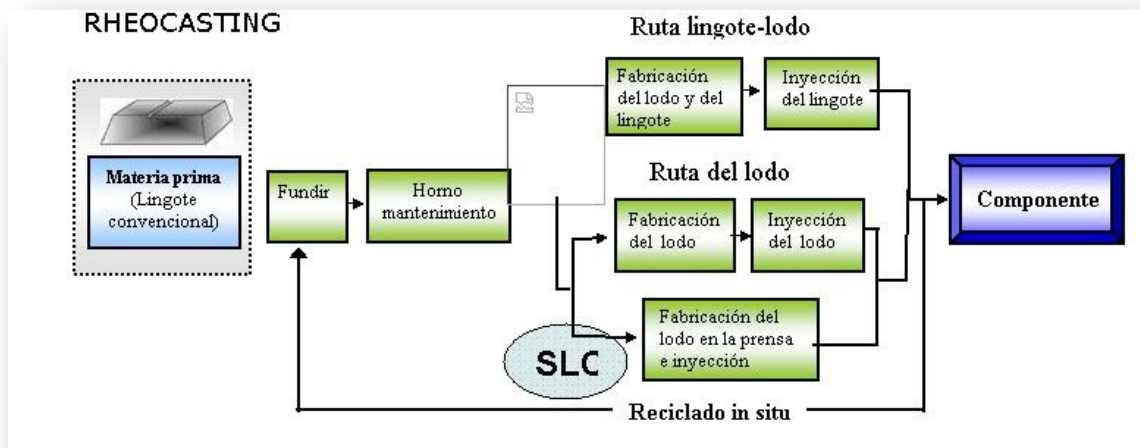 RHEOCASTING
Ruta lingote-lodo
Fabricación
del lodo y del
lingote
Inyección
del lingote
Materia prima
(Lingote
convencional)
Fundir
Horno
mantenimiento
Ruta del lodo
Fabricación
del lodo
Inyección
del lodo
Componente
Fabricación del
lodo en la prensa
e inyección
SLC
Reciclado in situ